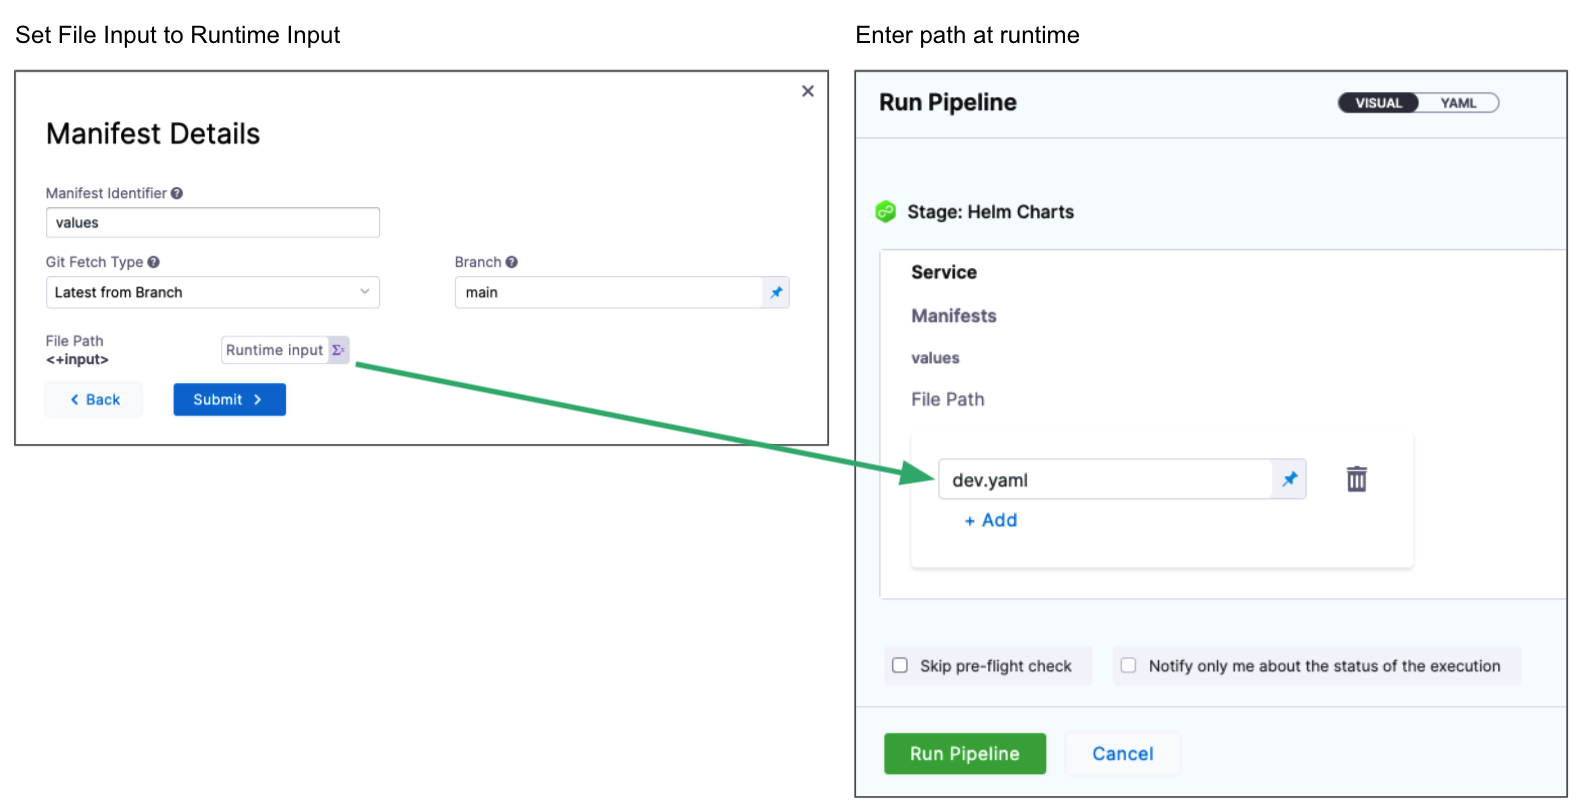 Set File Input to Runtime Input
Manifest Details
Manifest Identifier
values
Git Fetch Type
Branch
Latest from Branch
main
File Path
<+input>
Runtime input
Back
Submit
Enter path at runtime
Run Pipeline
VISUAL
YAML
Stage: Helm Charts
Service
Manifests
values
File Path
dev.yaml
+ Add
Skip pre-flight check
Notify only me about the status of the execution
Run Pipeline
Cancel